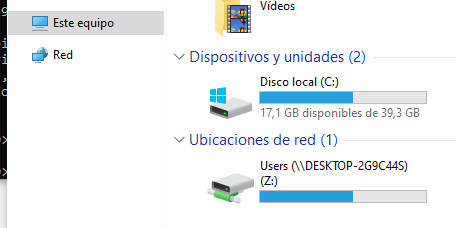 Este equipo
Red
Vídeos
Dispositivos y unidades (2)
Disco local (C:)
17,1 GB disponibles de 39,3 GB
Ubicaciones de red (1)
Users (\\DESKTOP-2G9C44S)
(Z:)